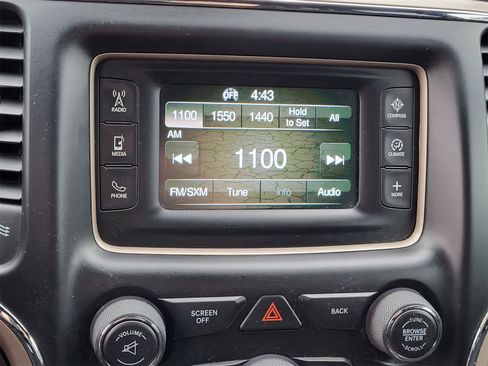 OFF 4:43
RADIO
COMPASS
1100 1550 1440 Hold to Set All
AM
MEDIA
1100
CLIMATE
PHONE
FM/SXM Tune Info Audio
MORE
SCREEN OFF
BACK
VOLUME
TUNE
BROWSE
ENTER
SCROLL